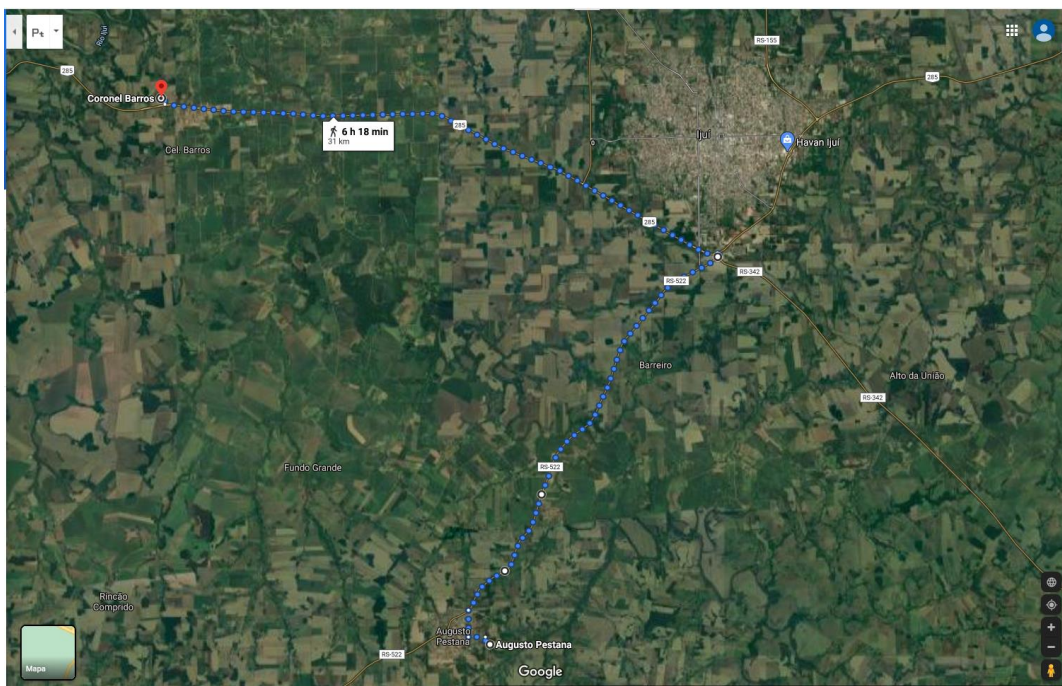 Pt
Rio Ijuí
RS-155
285
285
Coronel Barros
6 h 18 min
31 km
285
Ijuí
Havan Ijuí
Cel. Barros
285
RS-342
RS-522
Barreiro
Alto da União
RS-342
Fundo Grande
RS-522
Rincão
Comprido
Augusto
Pestana
Augusto Pestana
RS-522
Mapa
Google